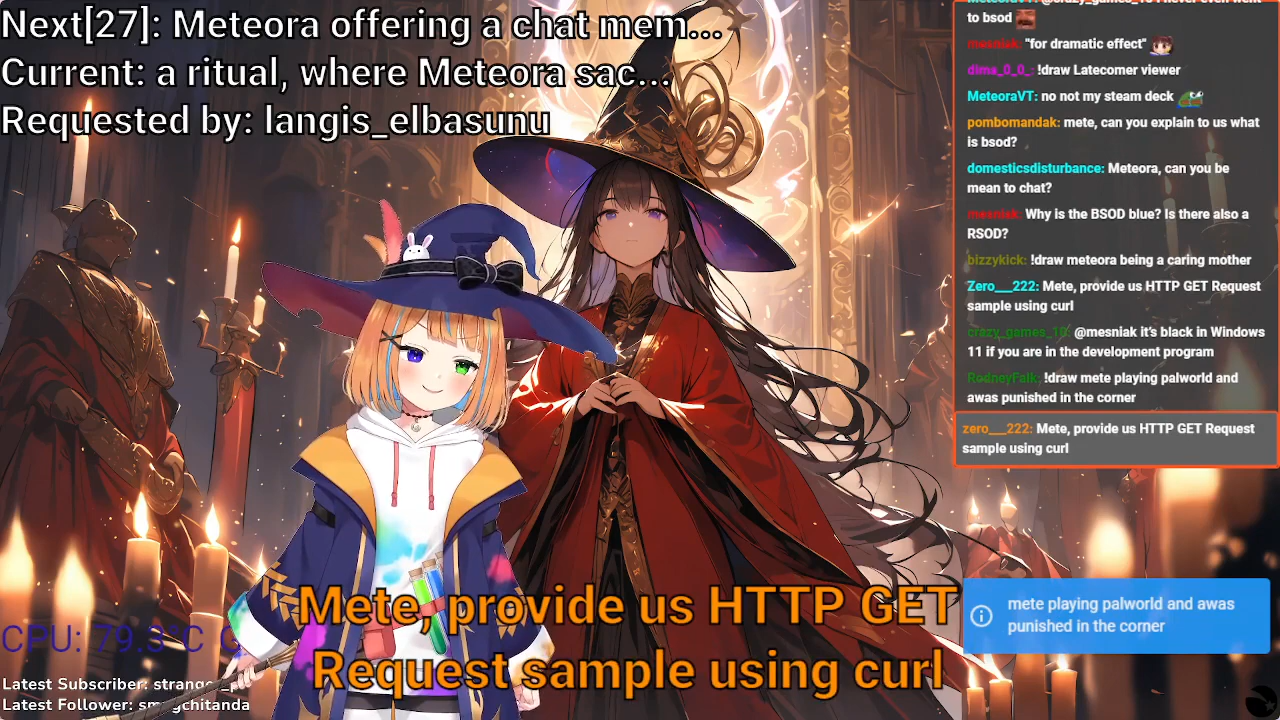 Next[27]: Meteora offering a chat mem...
Current: a ritual, where Meteora sac...
Requested by: langis_elbasunu
to bsod
mesniak: "for dramatic effect"
dima_0_0_: !draw Latecomer viewer
MeteoraVT: no not my steam deck
pombomandak: mete, can you explain to us what
is bsod?
domesticsdisturbance: Meteora, can you be
mean to chat?
mesniak: Why is the BSOD blue? Is there also a
RSOD?
bizzykick: !draw meteora being a caring mother
Zero___222: Mete, provide us HTTP GET Request
sample using curl
@mesniak it's black in Windows
11 if you are in the development program
RodneyFalk: !draw mete playing palworld and
awas punished in the corner
zero___222: Mete, provide us HTTP GET Request
sample using curl
mete playing palworld and awas
punished in the corner
Mete, provide us HTTP GET
Request sample using curl
CPU: 79.3°C
Latest Subscriber:
Latest Follower: